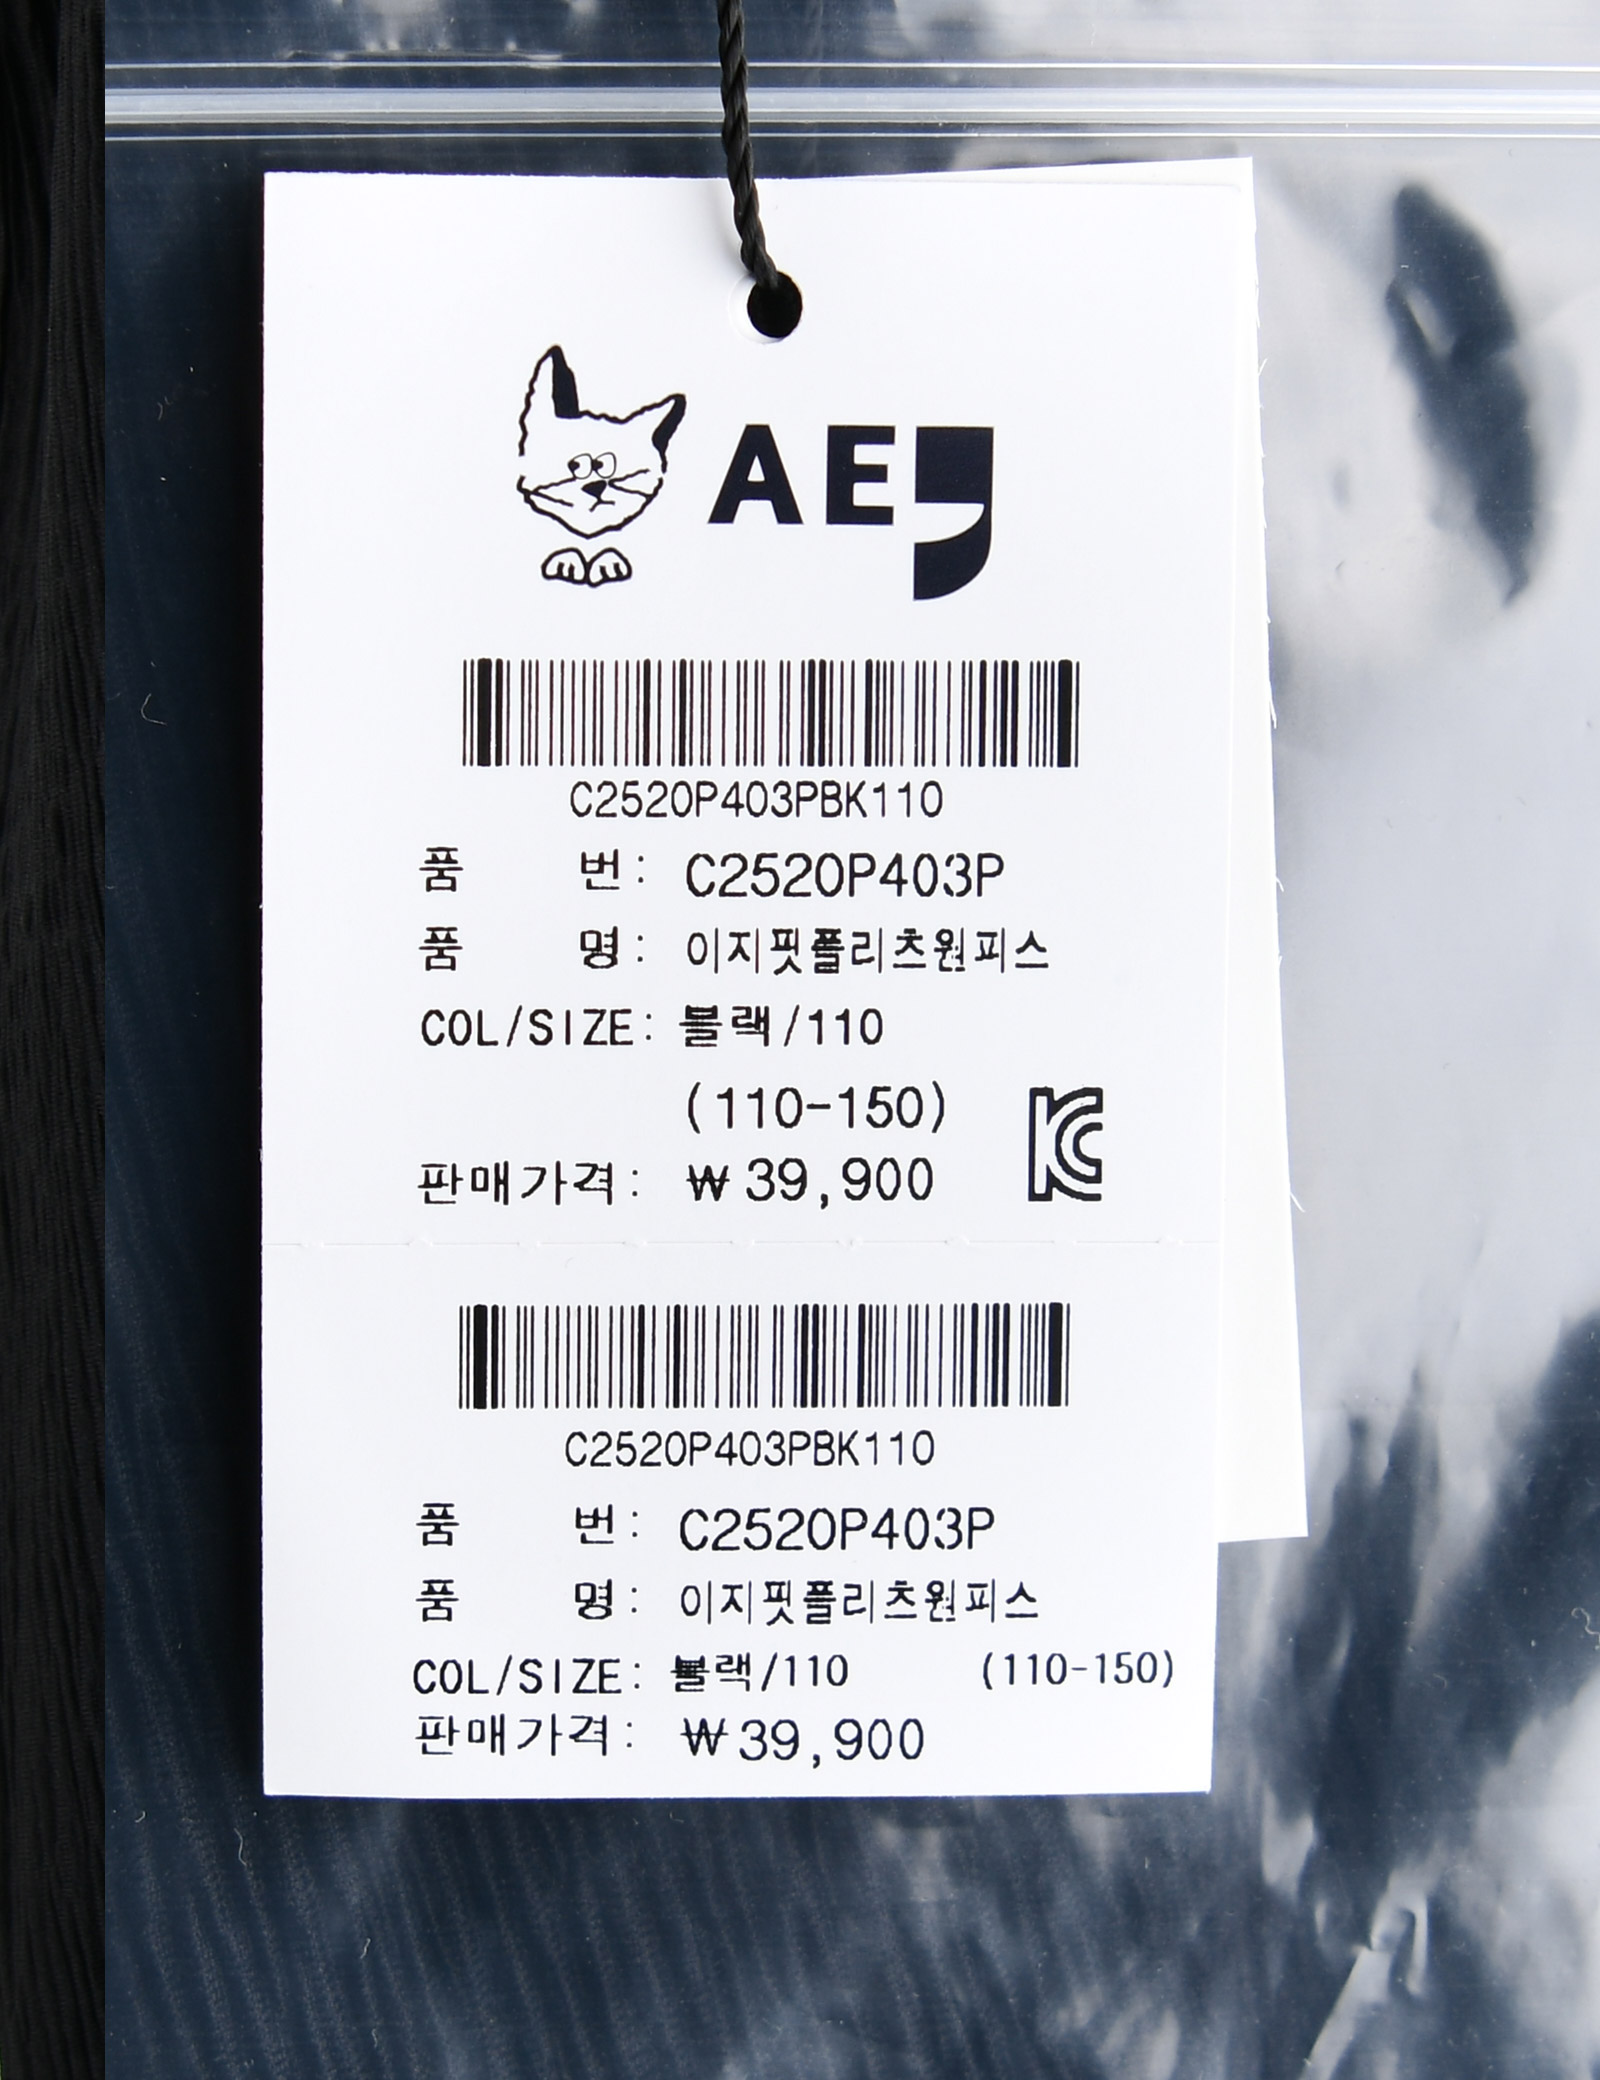 AE,
C2520P403PBK110
품 번: C2520P403P
품 명: 이지핏플리츠원피스
COL/SIZE: 블랙/110
(110-150)
판매가격: ₩39,900
C2520P403PBK110
품 번: C2520P403P
품 명: 이지핏플리츠원피스
COL/SIZE: 블랙/110 (110-150)
판매가격: ₩39,900